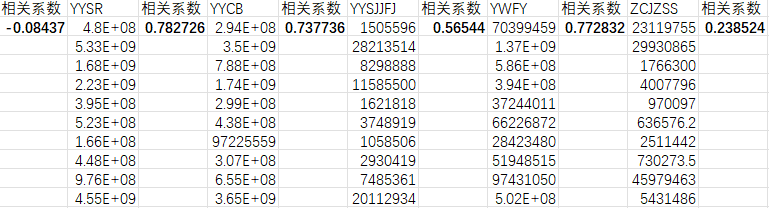 相关系数 YYSR 相关系数 YYCB 相关系数 YYSJJFJ 相关系数 YWFY 相关系数 ZCJZSS 相关系数
-0.08437 4.8E+08 0.782726 2.94E+08 0.737736 1505596 0.56544 70399459 0.772832 23119755 0.238524
5.33E+09 3.5E+09 28213514 1.37E+09 29930865
1.68E+09 7.88E+08 8298888 5.86E+08 1766300
2.23E+09 1.74E+09 11585500 3.94E+08 4007796
3.95E+08 2.99E+08 1621818 37244011 970097
5.23E+08 4.38E+08 3748919 66226872 636576.2
1.66E+08 97225559 1058506 28423480 2511442
4.48E+08 3.07E+08 2930419 51948515 730273.5
9.76E+08 6.55E+08 7485361 97431050 45979463
4.55E+09 3.65E+09 20112934 5.02E+08 5431486